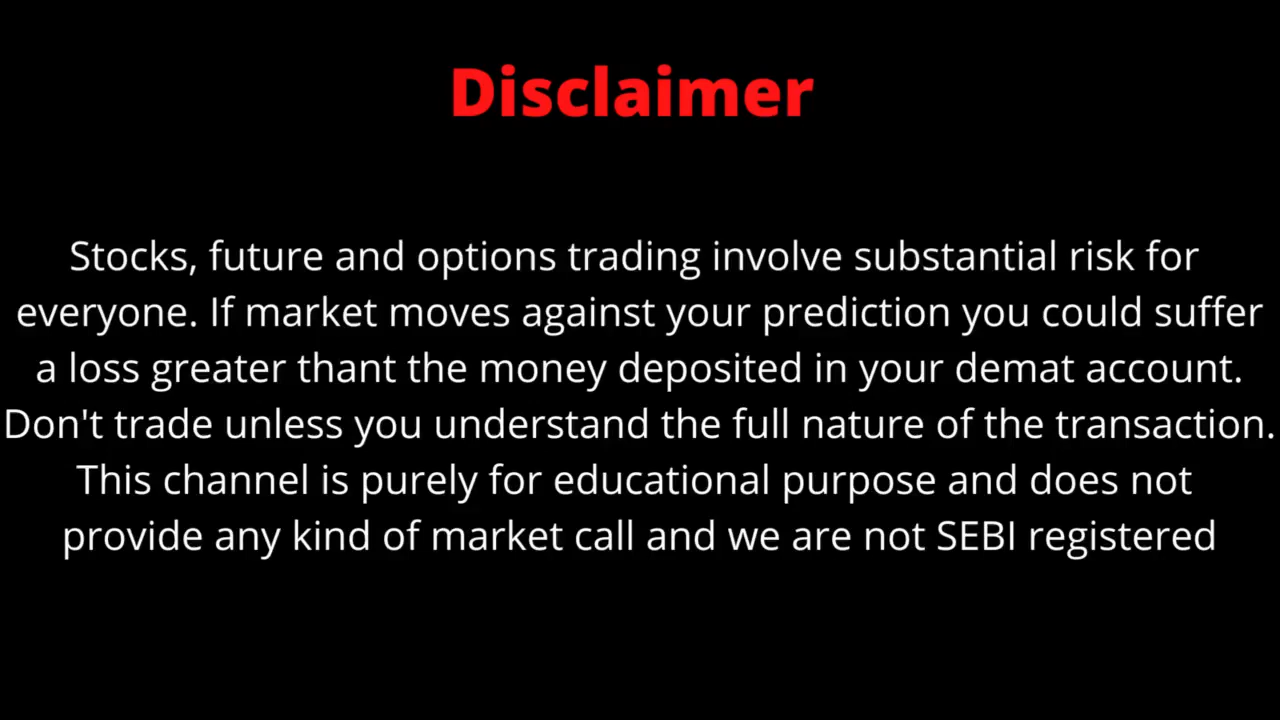 Disclaimer
Stocks, future and options trading involve substantial risk for
everyone. If market moves against your prediction you could suffer
a loss greater thant the money deposited in your demat account.
Don't trade unless you understand the full nature of the transaction.
This channel is purely for educational purpose and does not
provide any kind of market call and we are not SEBI registered